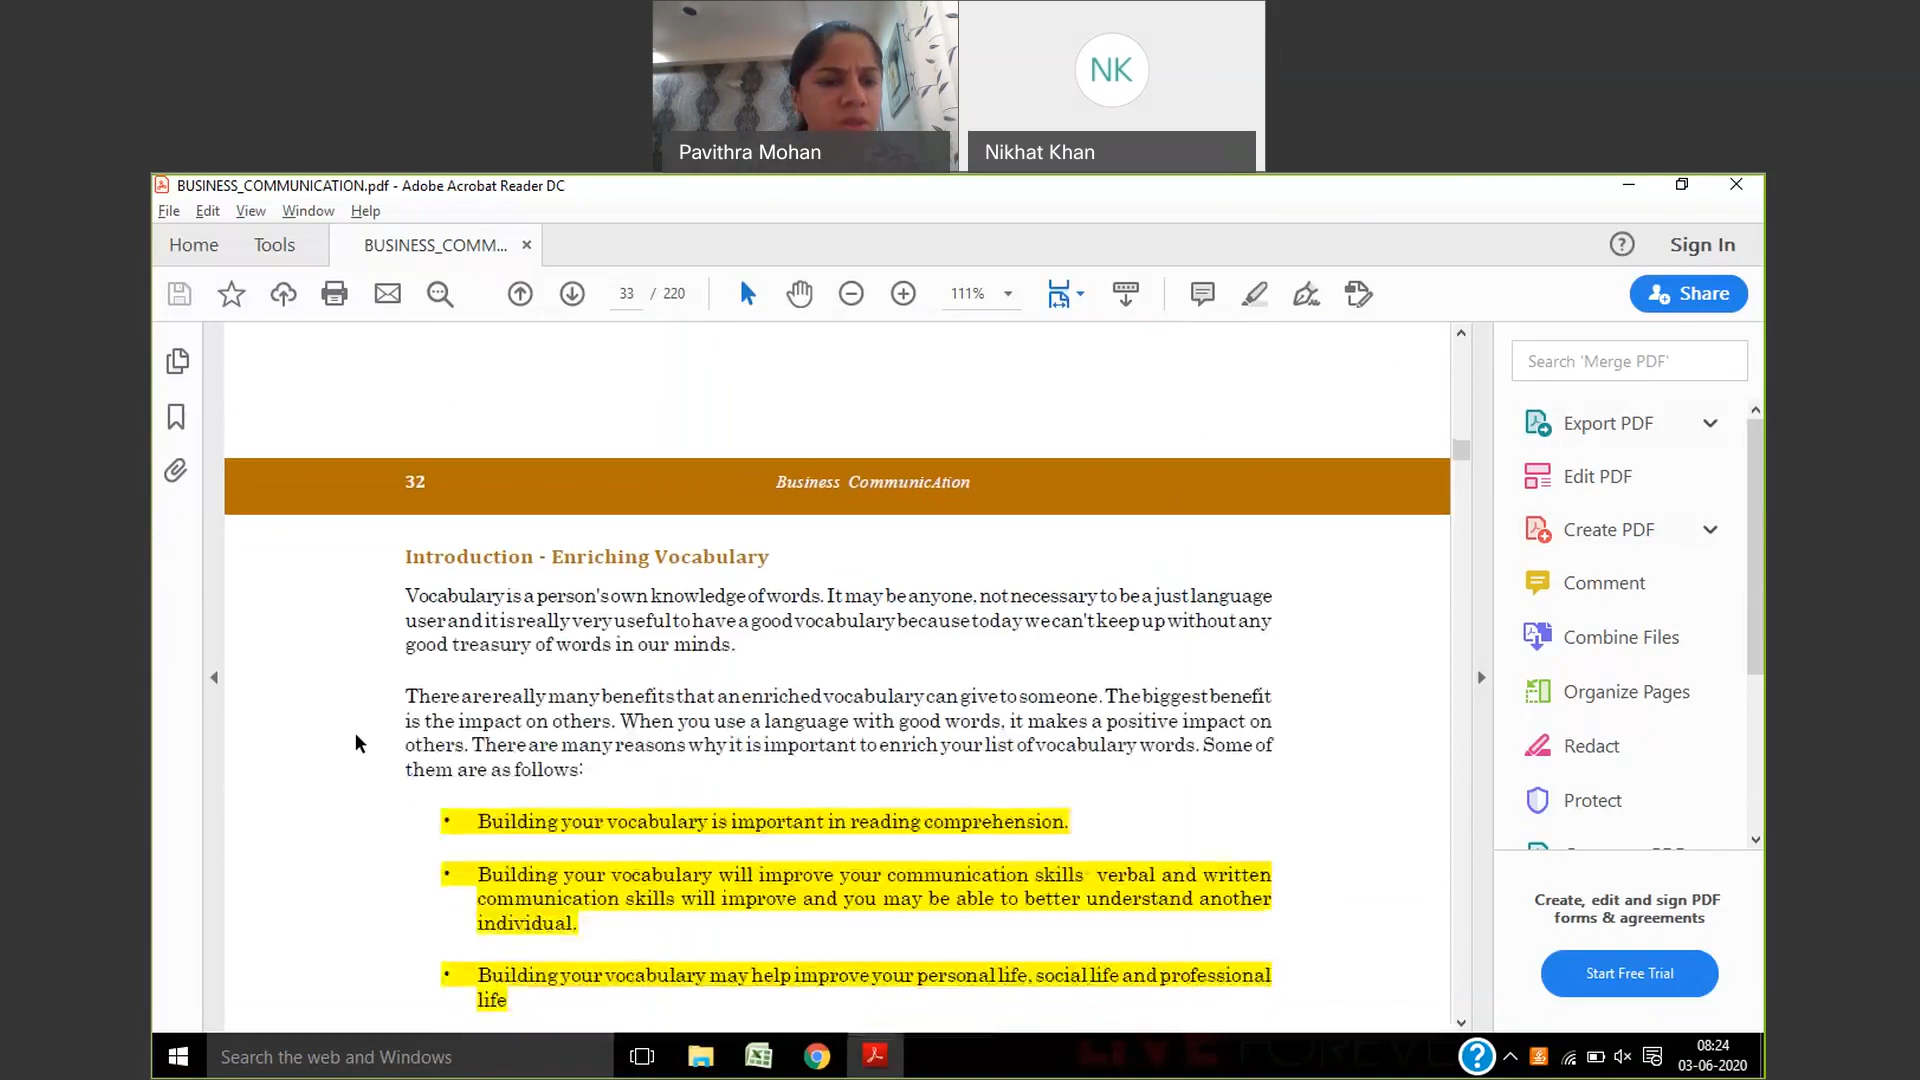 NK
Pavithra Mohan
Nikhat Khan
BUSINESS_COMMUNICATION.pdf - Adobe Acrobat Reader DC
File Edit View Window Help
Home Tools BUSINESS_COMM... ×
? Sign In
33 / 220
111%
Share
Search 'Merge PDF'
Export PDF
Edit PDF
Create PDF
Comment
Combine Files
Organize Pages
Redact
Protect
Create, edit and sign PDF
forms & agreements
Start Free Trial
32 Business CommunicAtion
Introduction - Enriching Vocabulary
Vocabulary is a person's own knowledge of words. It may be anyone, not necessary to be a just language
user and it is really very useful to have a good vocabulary because today we can't keep up without any
good treasury of words in our minds.
There are really many benefits that an enriched vocabulary can give to someone. The biggest benefit
is the impact on others. When you use a language with good words, it makes a positive impact on
others. There are many reasons why it is important to enrich your list of vocabulary words. Some of
them are as follows:
• Building your vocabulary is important in reading comprehension.
• Building your vocabulary will improve your communication skills verbal and written
communication skills will improve and you may be able to better understand another
individual.
• Building your vocabulary may help improve your personal life, social life and professional
life
Search the web and Windows
LIVE FOREVER
?
08:24
03-06-2020